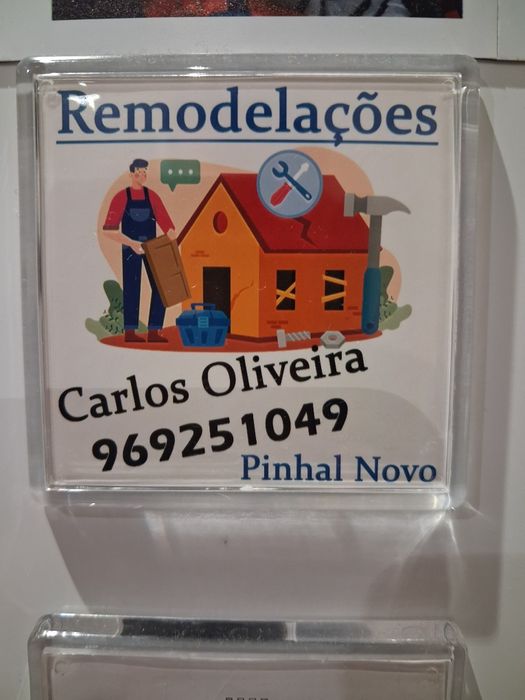 Remodelações
Carlos Oliveira
969251049
Pinhal Novo